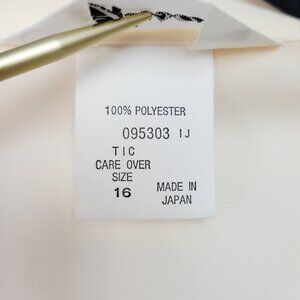 100% POLYESTER
095303 IJ
TIC
CARE OVER
SIZE
16 MADE IN
JAPAN